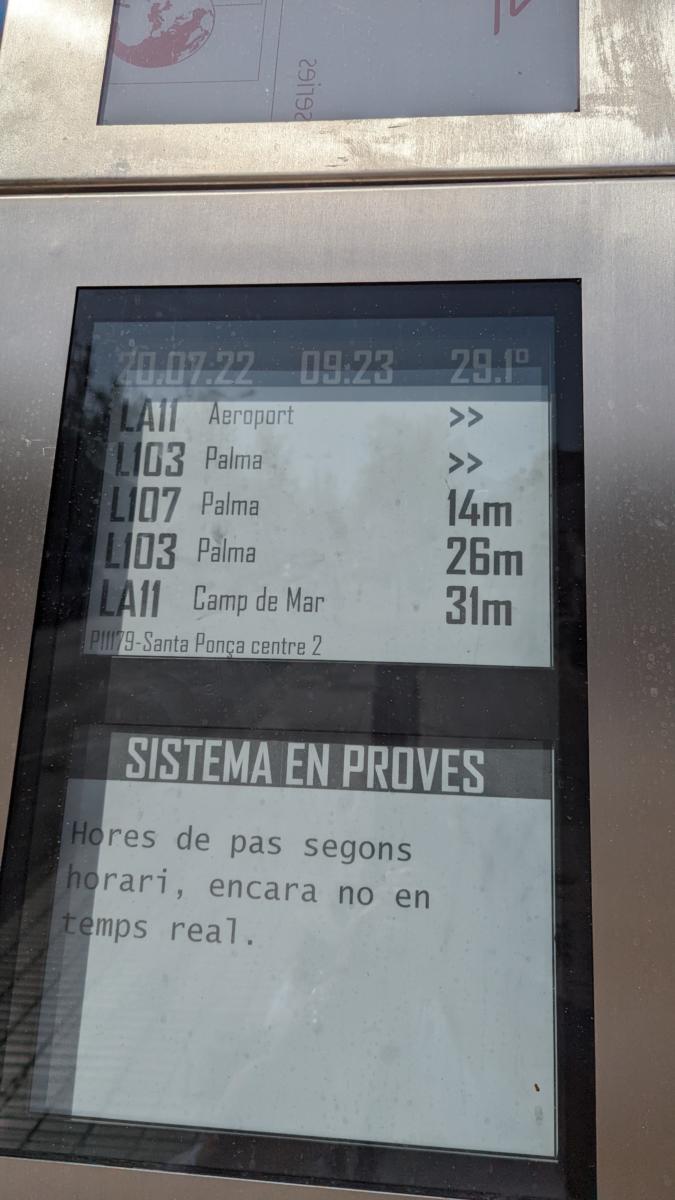 series
20.07.22 09:23 29.1º
LA11 Aeroport >>
L103 Palma >>
L107 Palma 14m
L103 Palma 26m
LA11 Camp de Mar 31m
P11179-Santa Ponça centre 2
SISTEMA EN PROVES
Hores de pas segons
horari, encara no en
temps real.